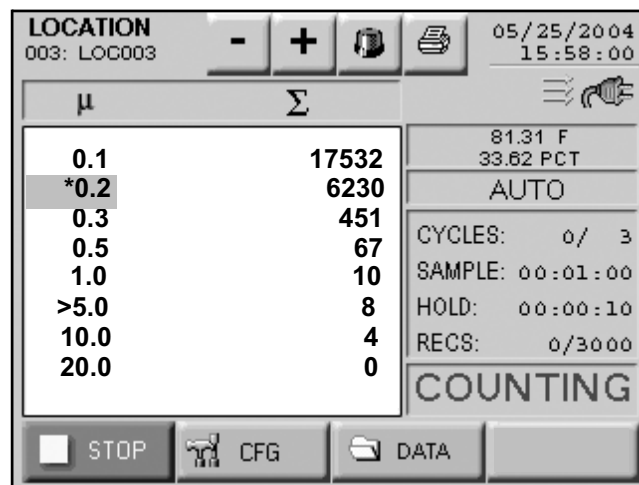 LOCATION
003: LOC003
- +
05/25/2004
15:58:00
µ Σ
0.1 17532
*0.2 6230
0.3 451
0.5 67
1.0 10
>5.0 8
10.0 4
20.0 0
81.31 F
33.62 PCT
AUTO
CYCLES: 0/ 3
SAMPLE: 00:01:00
HOLD: 00:00:10
RECS: 0/3000
COUNTING
STOP CFG DATA